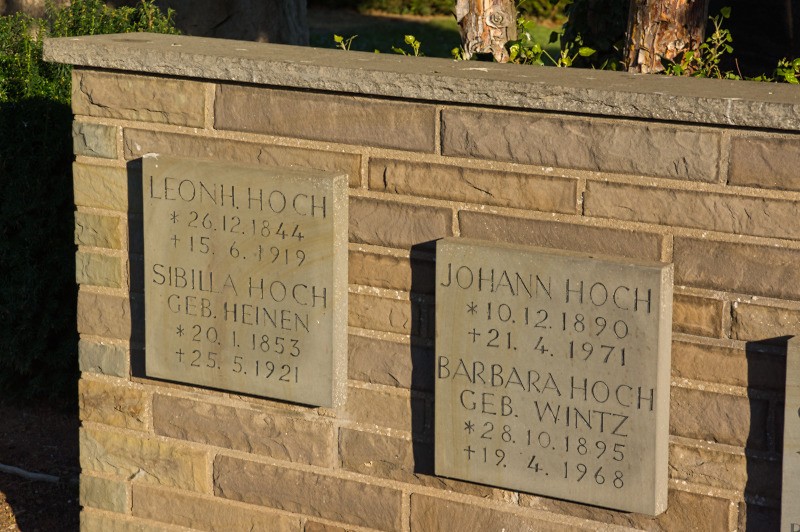 LEONH. HOCH
* 26.12.1844
† 15. 6. 1919
SIBILLA HOCH
GEB. HEINEN
* 20. 1. 1853
† 25. 5. 1921
JOHANN HOCH
* 10. 12. 1890
† 21. 4. 1971
BARBARA HOCH
GEB. WINTZ
* 28. 10. 1895
† 19. 4. 1968